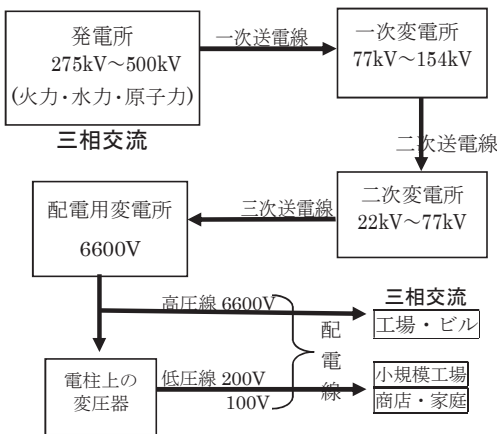 発電所
275kV～500kV
(火力・水力・原子力)
三相交流
一次送電線
一次変電所
77kV～154kV
二次送電線
二次変電所
22kV～77kV
三次送電線
配電用変電所
6600V
高圧線 6600V
三相交流
工場・ビル
配
電
線
電柱上の
変圧器
低圧線 200V
100V
小規模工場
商店・家庭